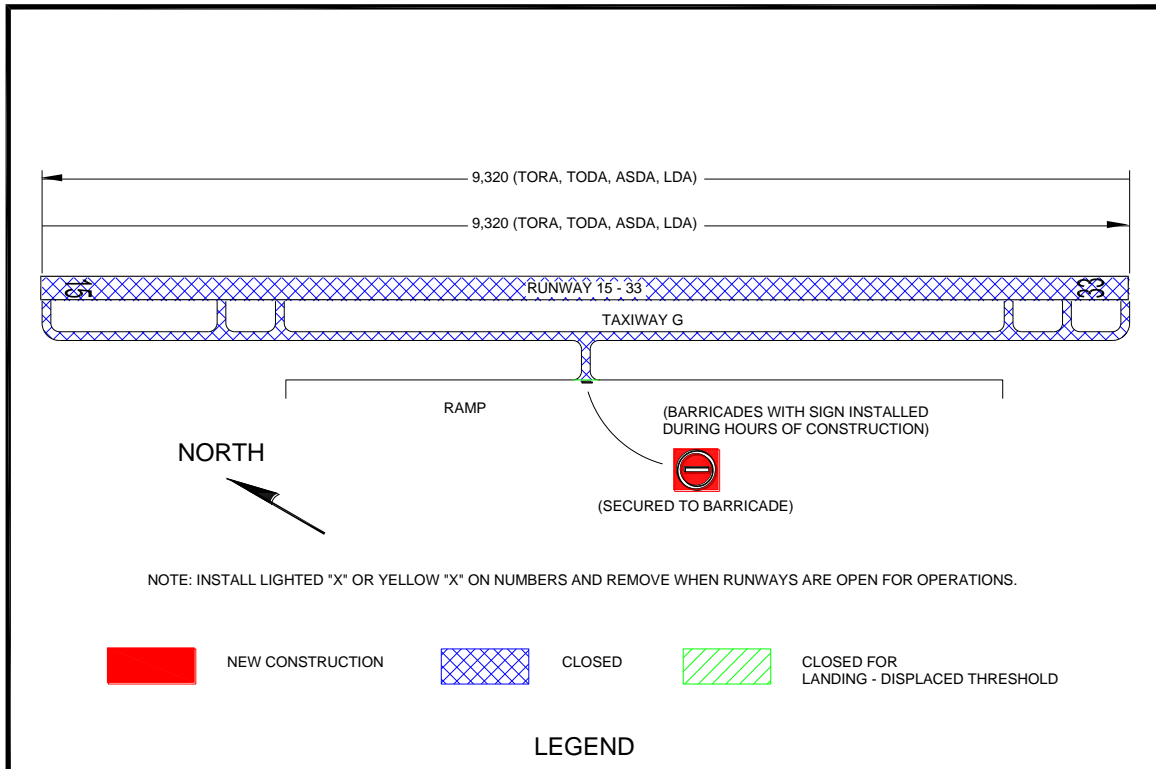 9,320 (TORA, TODA, ASDA, LDA)
9,320 (TORA, TODA, ASDA, LDA)
15
RUNWAY 15 - 33
33
TAXIWAY G
RAMP
(BARRICADES WITH SIGN INSTALLED
DURING HOURS OF CONSTRUCTION)
NORTH
(SECURED TO BARRICADE)
NOTE: INSTALL LIGHTED "X" OR YELLOW "X" ON NUMBERS AND REMOVE WHEN RUNWAYS ARE OPEN FOR OPERATIONS.
NEW CONSTRUCTION
CLOSED
CLOSED FOR
LANDING - DISPLACED THRESHOLD
LEGEND